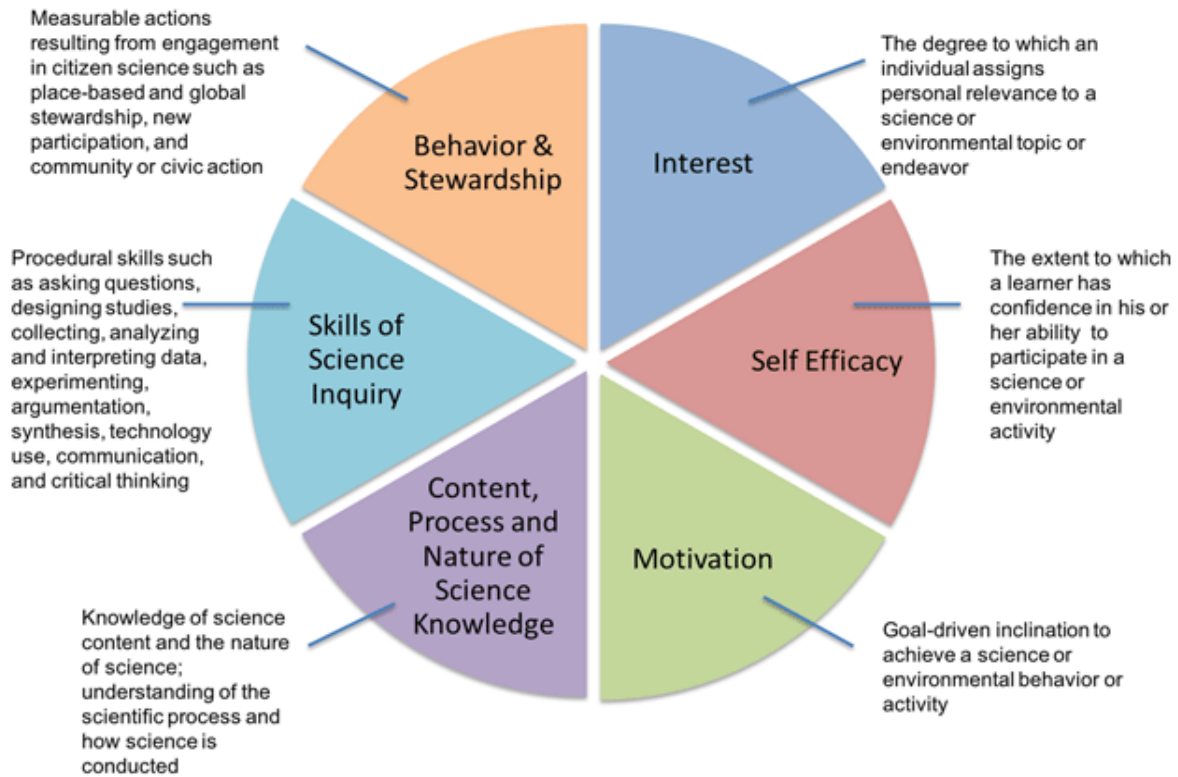 Measurable actions
resulting from engagement
in citizen science such as
place-based and global
stewardship, new
participation, and
community or civic action
Behavior &
Stewardship
Interest
The degree to which an
individual assigns
personal relevance to a
science or
environmental topic or
endeavor
Procedural skills such
as asking questions,
designing studies,
collecting, analyzing
and interpreting data,
experimenting,
argumentation,
synthesis, technology
use, communication,
and critical thinking
Skills of
Science
Inquiry
Self Efficacy
The extent to which
a learner has
confidence in his or
her ability to
participate in a
science or
environmental
activity
Content,
Process and
Nature of
Science
Knowledge
Motivation
Knowledge of science
content and the nature
of science;
understanding of the
scientific process and
how science is
conducted
Goal-driven inclination to
achieve a science or
environmental behavior or
activity